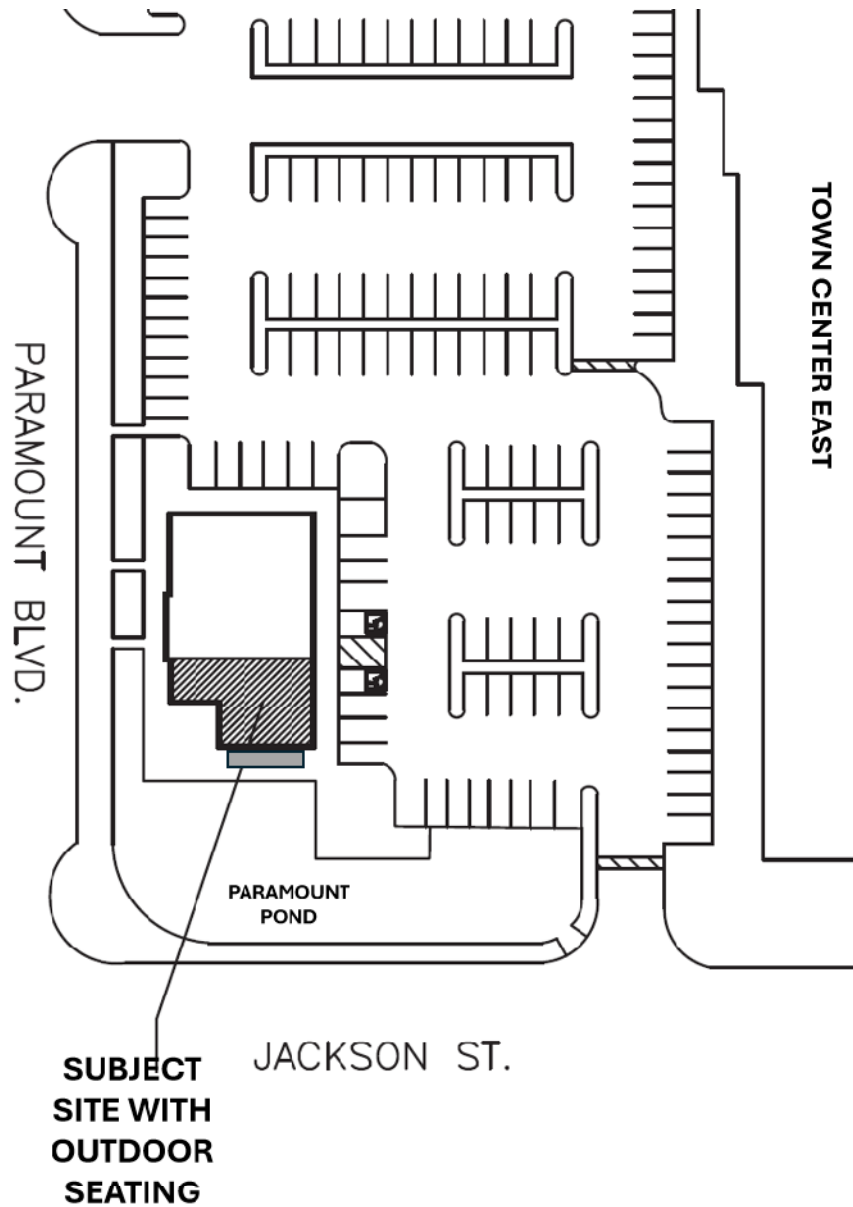 TOWN CENTER EAST
PARAMOUNT BLVD.
PARAMOUNT
POND
JACKSON ST.
SUBJECT
SITE WITH
OUTDOOR
SEATING